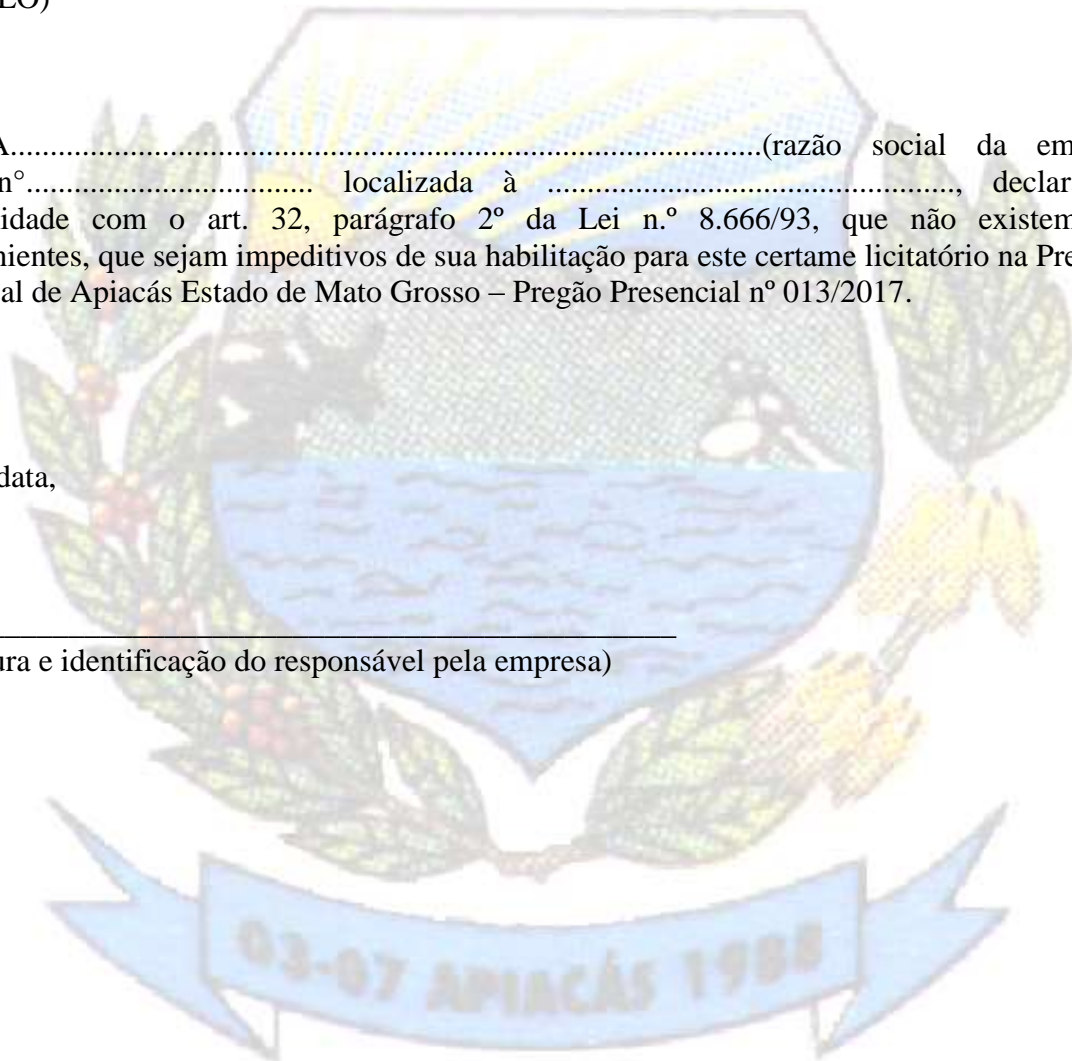 LO)
A.................................................................................................(razão social da em
n°.................................... localizada à ...................................................., declar
idade com o art. 32, parágrafo 2º da Lei n.º 8.666/93, que não existem
nientes, que sejam impeditivos de sua habilitação para este certame licitatório na Pre
al de Apiacás Estado de Mato Grosso – Pregão Presencial nº 013/2017.
data,
____________________________________________
ura e identificação do responsável pela empresa)
03-07 APIACÁS 1988